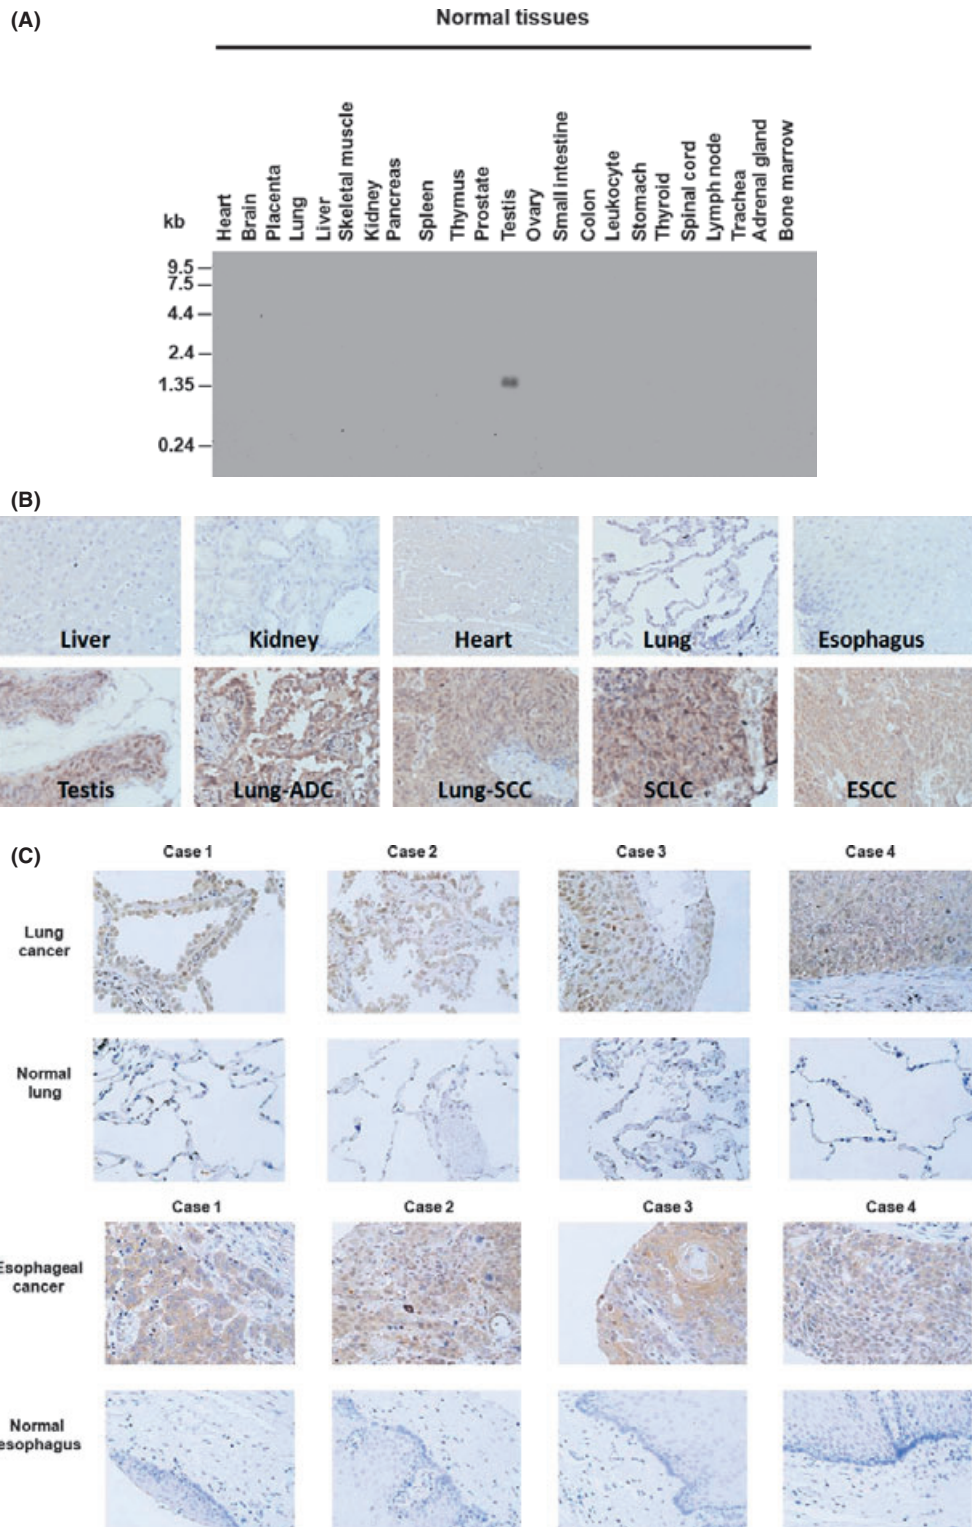 (A)
Normal tissues
kb
Heart
Brain
Placenta
Lung
Liver
Skeletal muscle
Kidney
Pancreas
Spleen
Thymus
Prostate
Testis
Ovary
Small intestine
Colon
Leukocyte
Stomach
Thyroid
Spinal cord
Lymph node
Trachea
Adrenal gland
Bone marrow
9.5
7.5
4.4
2.4
1.35
0.24
(B)
Liver Kidney Heart Lung Esophagus
Testis Lung-ADC Lung-SCC SCLC ESCC
(C)
Case 1 Case 2 Case 3 Case 4
Lung
cancer
Normal
lung
Case 1 Case 2 Case 3 Case 4
Esophageal
cancer
Normal
esophagus